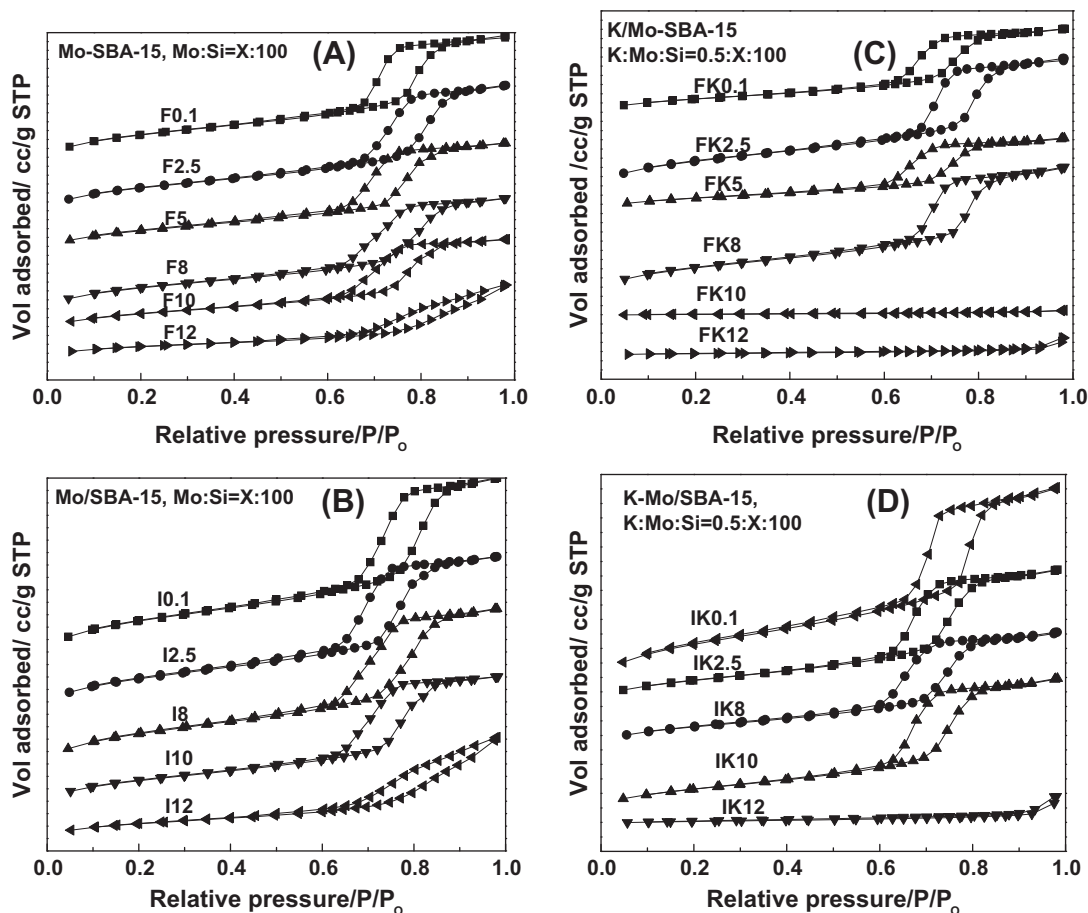 Mo-SBA-15, Mo:Si=X:100
(A)
F0.1
F2.5
F5
F8
F10
F12
Vol adsorbed/ cc/g STP
0.0 0.2 0.4 0.6 0.8 1.0
Relative pressure/P/Po
K/Mo-SBA-15
K:Mo:Si=0.5:X:100
(C)
FK0.1
FK2.5
FK5
FK8
FK10
FK12
Vol adsorbed /cc/g STP
0.0 0.2 0.4 0.6 0.8 1.0
Relative pressure/P/Po
Mo/SBA-15, Mo:Si=X:100
(B)
I0.1
I2.5
I8
I10
I12
Vol adsorbed/ cc/g STP
0.0 0.2 0.4 0.6 0.8 1.0
Relative pressure/P/Po
K-Mo/SBA-15,
K:Mo:Si=0.5:X:100
(D)
IK0.1
IK2.5
IK8
IK10
IK12
Vol adsorbed/ cc/g STP
0.0 0.2 0.4 0.6 0.8 1.0
Relative pressure/P/Po